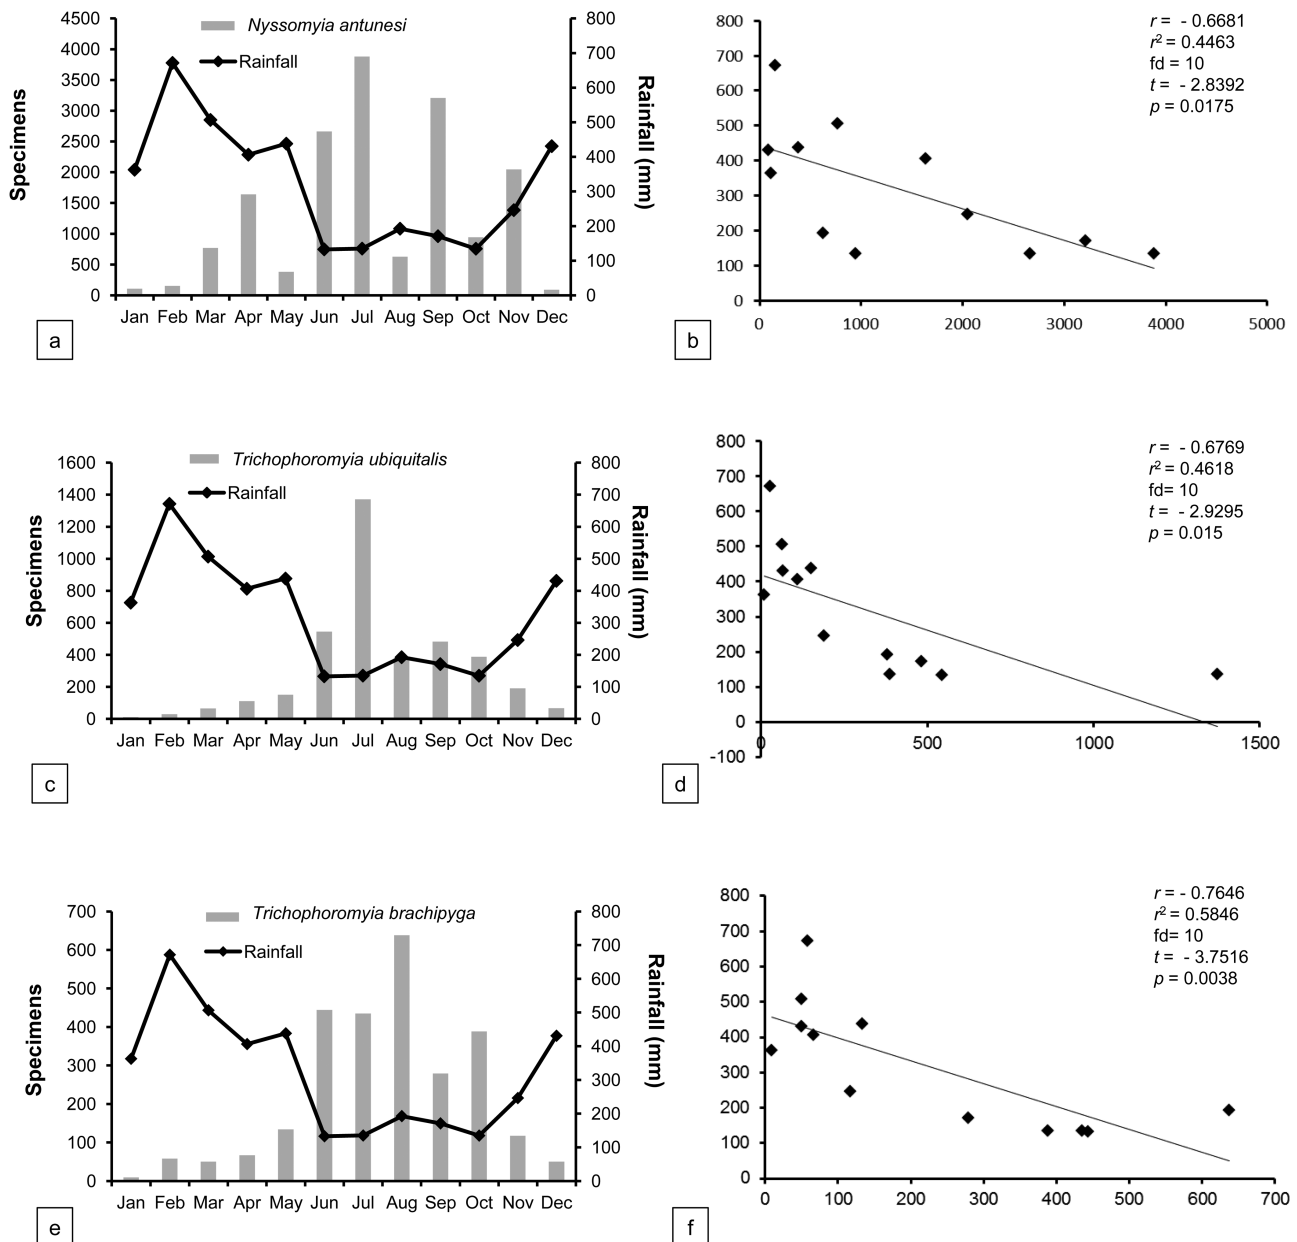 Nyssomyia antunesi
Rainfall
Specimens
4500
4000
3500
3000
2500
2000
1500
1000
500
0
800
700
600
500
400
300
200
100
0
Rainfall (mm)
Jan Feb Mar Apr May Jun Jul Aug Sep Oct Nov Dec
a
r = - 0.6681
r² = 0.4463
fd = 10
t = - 2.8392
p = 0.0175
800
700
600
500
400
300
200
100
0
0 1000 2000 3000 4000 5000
b
Trichophoromyia ubiquitalis
Rainfall
Specimens
1600
1400
1200
1000
800
600
400
200
0
800
700
600
500
400
300
200
100
0
Rainfall (mm)
Jan Feb Mar Apr May Jun Jul Aug Sep Oct Nov Dec
c
r = - 0.6769
r² = 0.4618
fd= 10
t = - 2.9295
p = 0.015
800
700
600
500
400
300
200
100
0
-100
0 500 1000 1500
d
Trichophoromyia brachipyga
Rainfall
Specimens
700
600
500
400
300
200
100
0
800
700
600
500
400
300
200
100
0
Rainfall (mm)
Jan Feb Mar Apr May Jun Jul Aug Sep Oct Nov Dec
e
r = - 0.7646
r² = 0.5846
fd= 10
t = - 3.7516
p = 0.0038
800
700
600
500
400
300
200
100
0
0 100 200 300 400 500 600 700
f